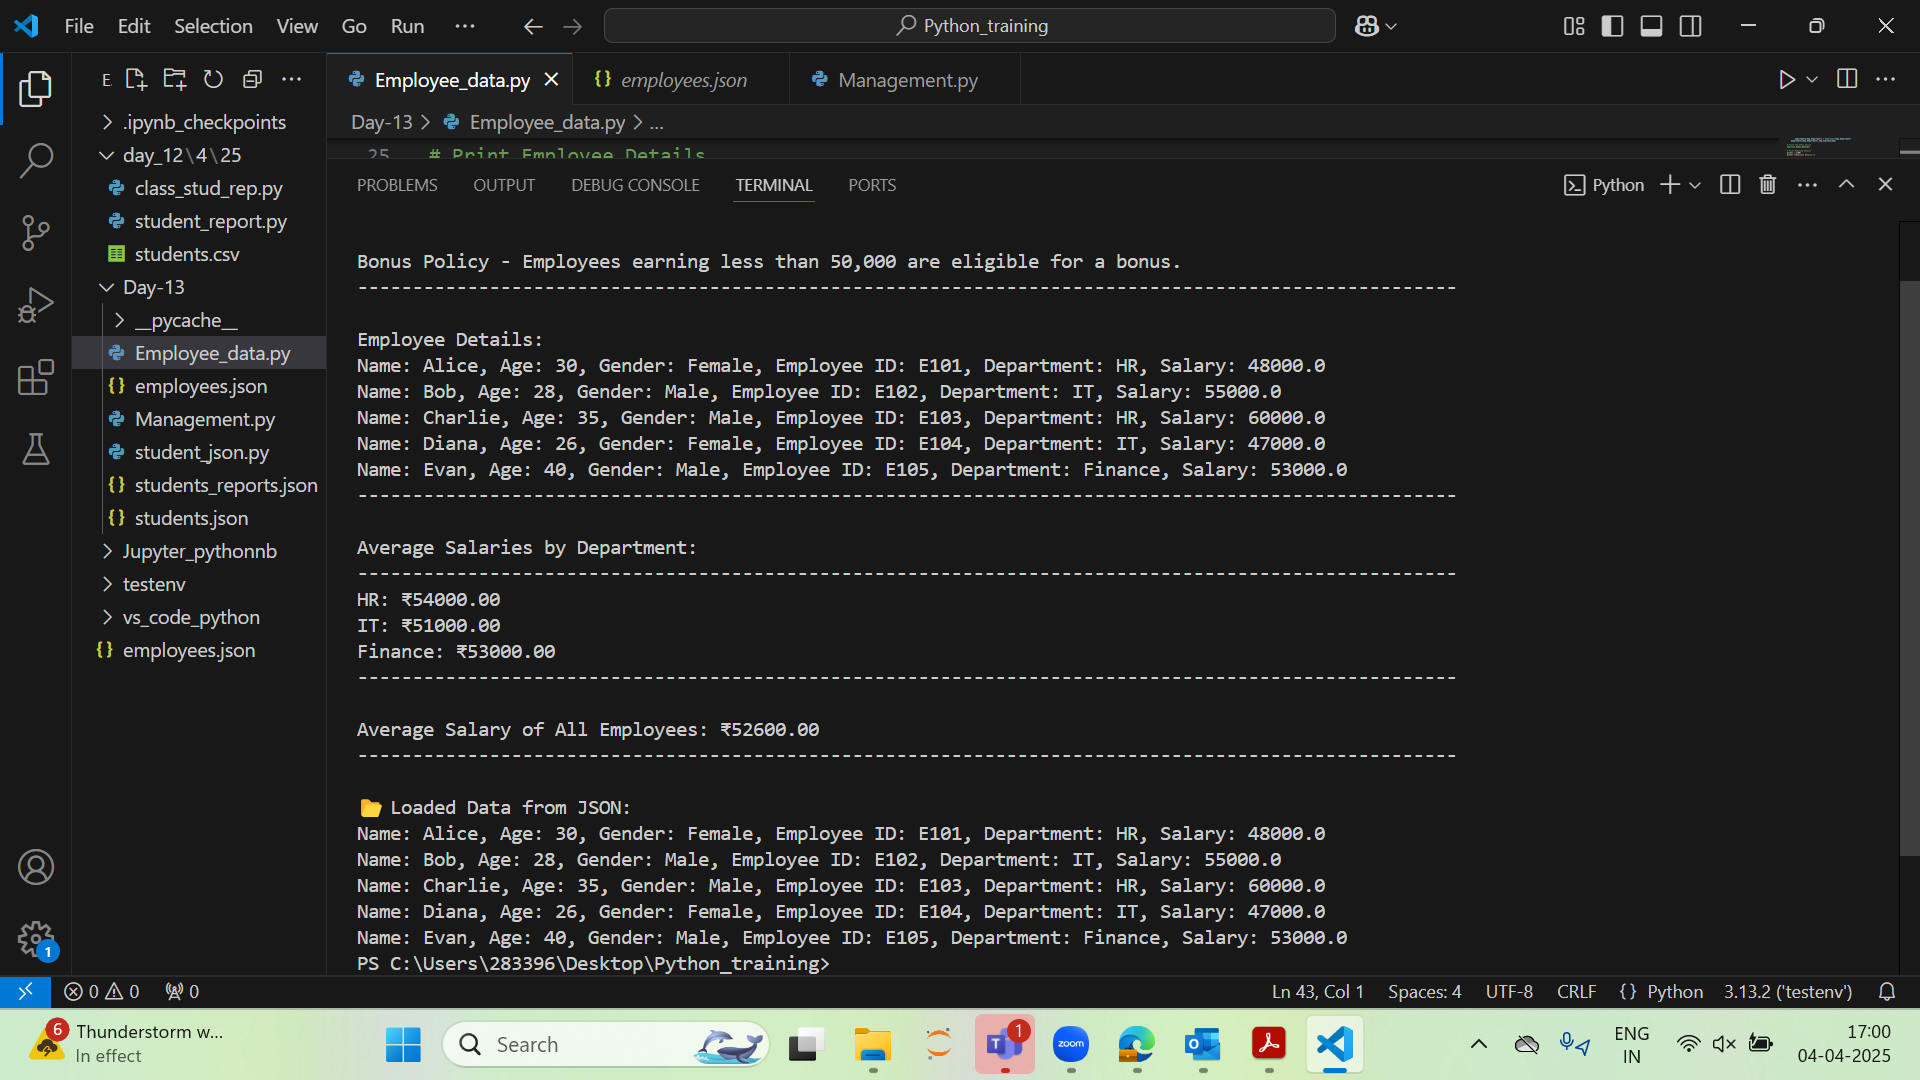 File Edit Selection View Go Run ··· Python_training
E
Employee_data.py employees.json Management.py
Day-13 > Employee_data.py > ...
25 # Print Employee Details
.ipynb_checkpoints
day_12\4\25
class_stud_rep.py
student_report.py
students.csv
Day-13
__pycache__
Employee_data.py
employees.json
Management.py
student_json.py
students_reports.json
students.json
Jupyter_pythonnb
testenv
vs_code_python
employees.json
PROBLEMS OUTPUT DEBUG CONSOLE TERMINAL PORTS Python
Bonus Policy - Employees earning less than 50,000 are eligible for a bonus.
----------------------------------------------------------------------------------------------------
Employee Details:
Name: Alice, Age: 30, Gender: Female, Employee ID: E101, Department: HR, Salary: 48000.0
Name: Bob, Age: 28, Gender: Male, Employee ID: E102, Department: IT, Salary: 55000.0
Name: Charlie, Age: 35, Gender: Male, Employee ID: E103, Department: HR, Salary: 60000.0
Name: Diana, Age: 26, Gender: Female, Employee ID: E104, Department: IT, Salary: 47000.0
Name: Evan, Age: 40, Gender: Male, Employee ID: E105, Department: Finance, Salary: 53000.0
----------------------------------------------------------------------------------------------------
Average Salaries by Department:
----------------------------------------------------------------------------------------------------
HR: ₹54000.00
IT: ₹51000.00
Finance: ₹53000.00
----------------------------------------------------------------------------------------------------
Average Salary of All Employees: ₹52600.00
----------------------------------------------------------------------------------------------------
📂 Loaded Data from JSON:
Name: Alice, Age: 30, Gender: Female, Employee ID: E101, Department: HR, Salary: 48000.0
Name: Bob, Age: 28, Gender: Male, Employee ID: E102, Department: IT, Salary: 55000.0
Name: Charlie, Age: 35, Gender: Male, Employee ID: E103, Department: HR, Salary: 60000.0
Name: Diana, Age: 26, Gender: Female, Employee ID: E104, Department: IT, Salary: 47000.0
Name: Evan, Age: 40, Gender: Male, Employee ID: E105, Department: Finance, Salary: 53000.0
PS C:\Users\283396\Desktop\Python_training>
1
0 0 0 Ln 43, Col 1 Spaces: 4 UTF-8 CRLF {} Python 3.13.2 ('testenv')
6 Thunderstorm w...
In effect
Search
T 1
zoom
ENG
IN
17:00
04-04-2025